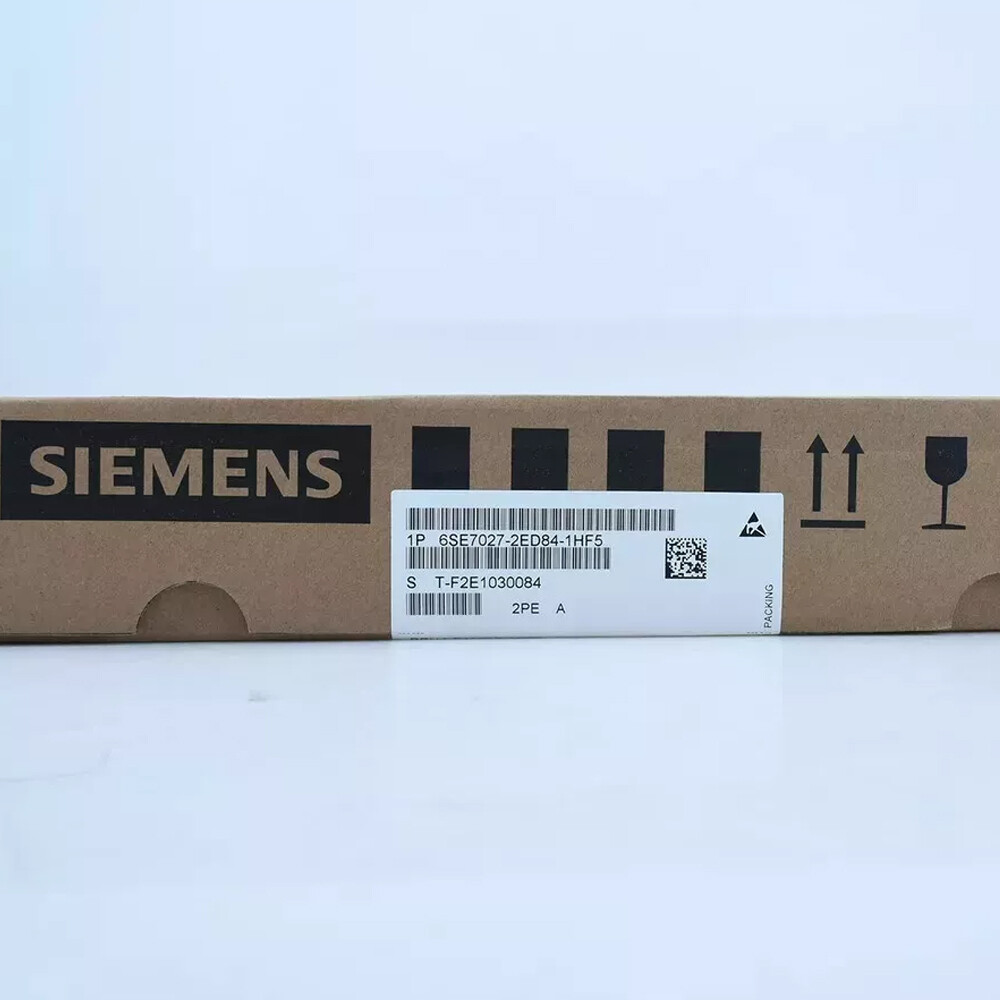 SIEMENS
1P 6SE7027-2ED84-1HF5
S T-F2E1030084
2PE A
PACKING